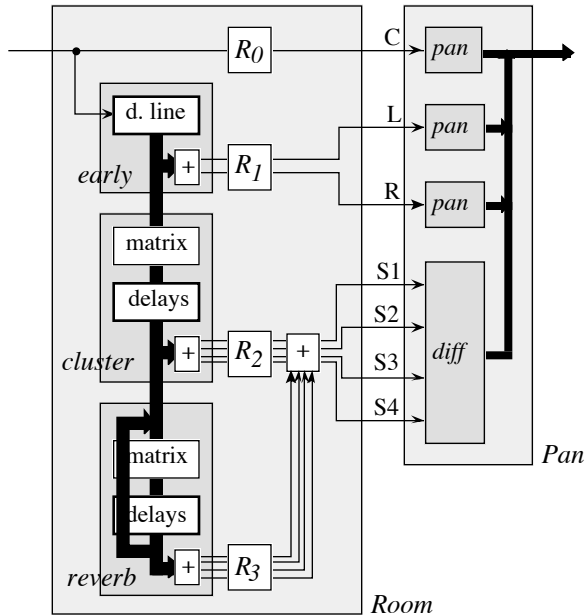 R0
C
pan
d. line
L
pan
+
R1
early
R
pan
matrix
S1
delays
S2
+
R2
+
diff
cluster
S3
S4
matrix
Pan
delays
+
R3
reverb
Room